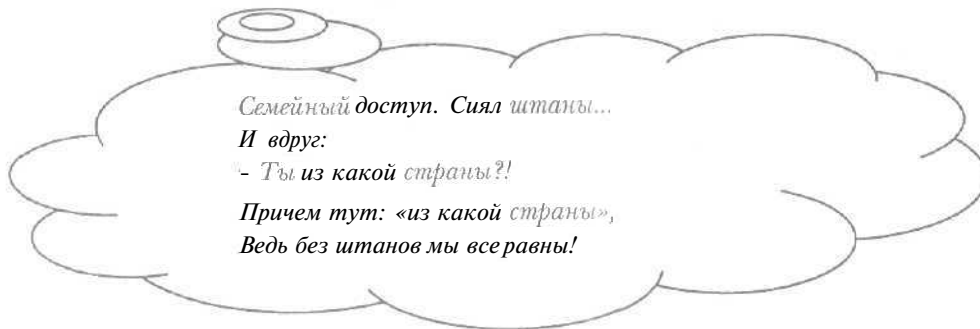 Семейный доступ. Сиял штаны...
И вдруг:
- Ты из какой страны?!
Причем тут: «из какой страны»,
Ведь без штанов мы все равны!